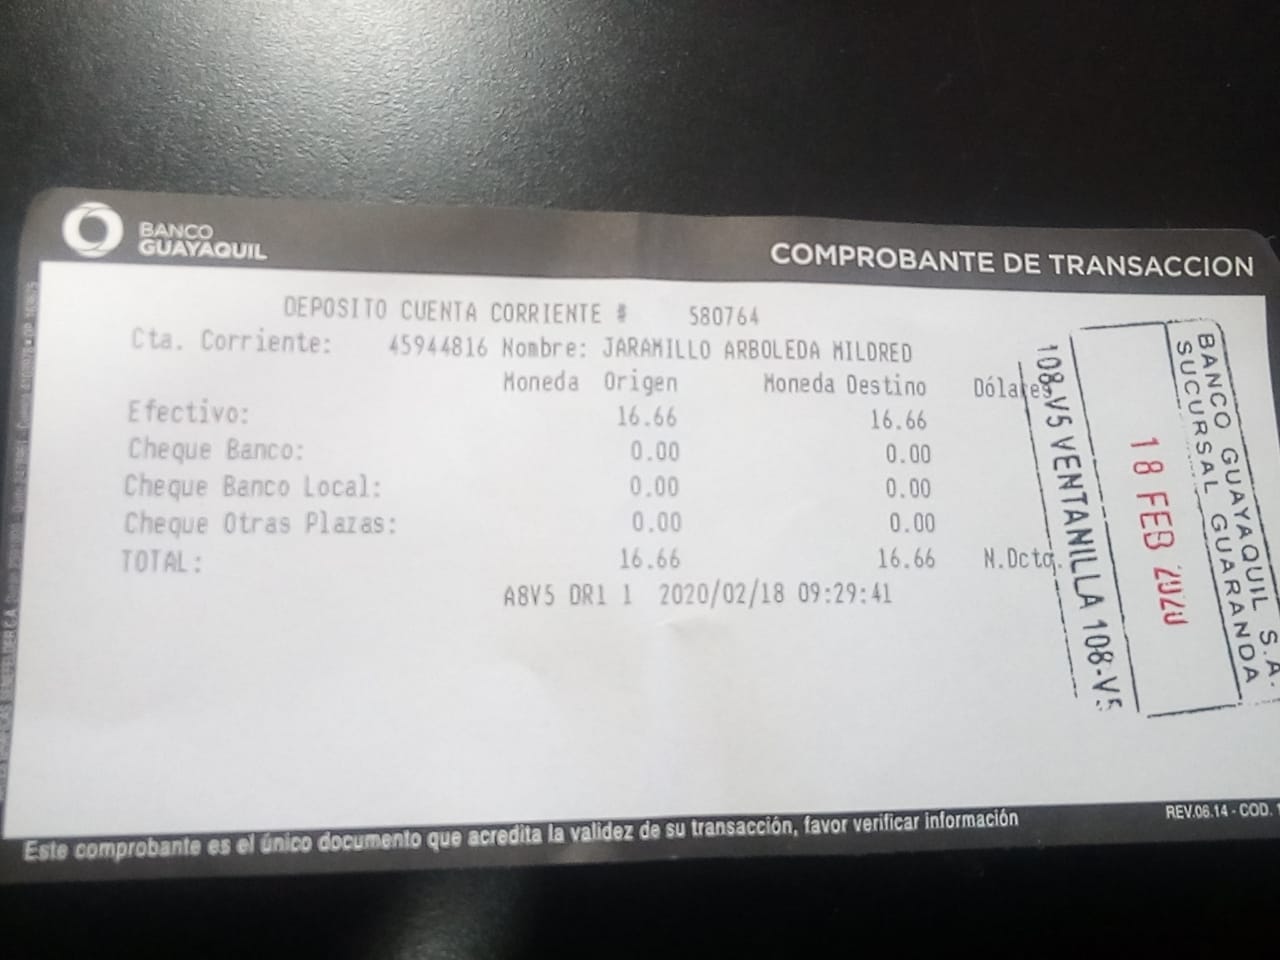 BANCO
GUAYAQUIL
COMPROBANTE DE TRANSACCION
DEPOSITO CUENTA CORRIENTE # 580764
Cta. Corriente: 45944816 Nombre: JARAMILLO ARBOLEDA MILDRED
Moneda Origen Moneda Destino Dólares
Efectivo: 16.66 16.66
Cheque Banco: 0.00 0.00
Cheque Banco Local: 0.00 0.00
Cheque Otras Plazas: 0.00 0.00
TOTAL: 16.66 16.66 N.Dcto.
A8V5 DR1 1 2020/02/18 09:29:41
BANCO GUAYAQUIL S.A.
SUCURSAL GUARANDA
18 FEB 2020
108-V5 VENTANILLA 108-V5
Este comprobante es el único documento que acredita la validez de su transacción, favor verificar información
REV.06.14 - COD.